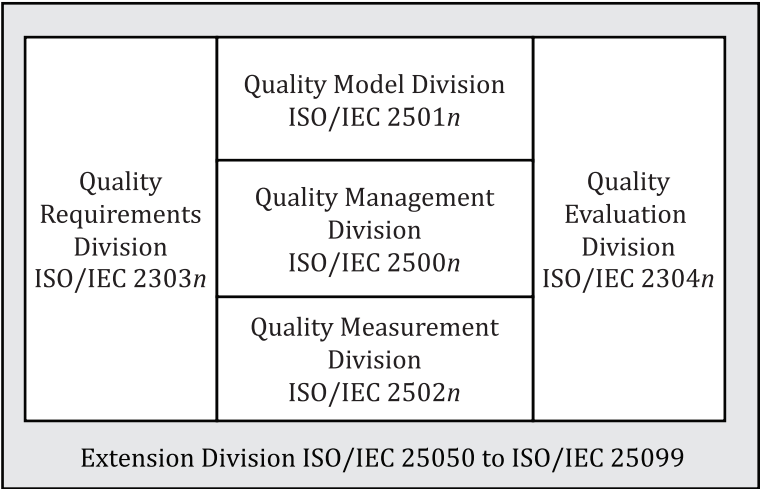 Quality
Requirements
Division
ISO/IEC 2303n
Quality Model Division
ISO/IEC 2501n
Quality Management
Division
ISO/IEC 2500n
Quality Measurement
Division
ISO/IEC 2502n
Quality
Evaluation
Division
ISO/IEC 2304n
Extension Division ISO/IEC 25050 to ISO/IEC 25099